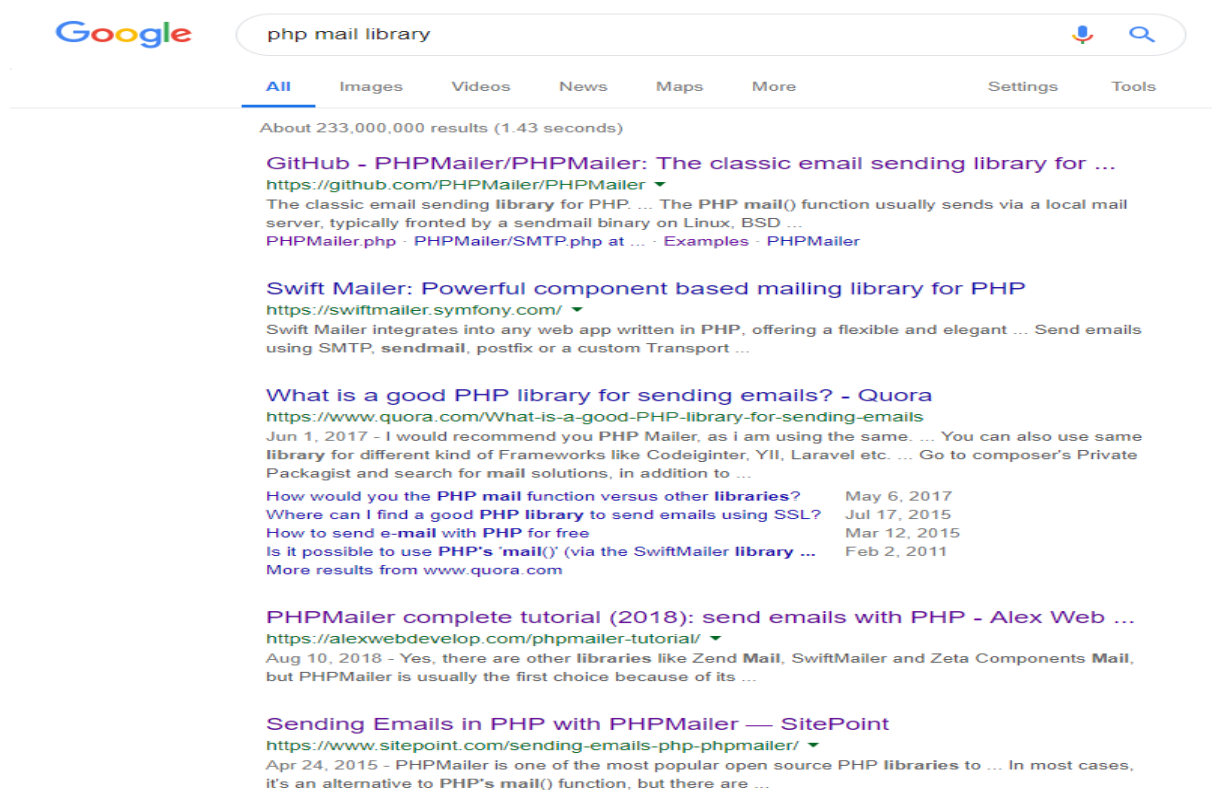 Google php mail library
All Images Videos News Maps More Settings Tools
About 233,000,000 results (1.43 seconds)
GitHub - PHPMailer/PHPMailer: The classic email sending library for ...
https://github.com/PHPMailer/PHPMailer
The classic email sending library for PHP. ... The PHP mail() function usually sends via a local mail
server, typically fronted by a sendmail binary on Linux, BSD ...
PHPMailer.php · PHPMailer/SMTP.php at ... · Examples · PHPMailer
Swift Mailer: Powerful component based mailing library for PHP
https://swiftmailer.symfony.com/
Swift Mailer integrates into any web app written in PHP, offering a flexible and elegant ... Send emails
using SMTP, sendmail, postfix or a custom Transport ...
What is a good PHP library for sending emails? - Quora
https://www.quora.com/What-is-a-good-PHP-library-for-sending-emails
Jun 1, 2017 - I would recommend you PHP Mailer, as i am using the same. ... You can also use same
library for different kind of Frameworks like Codeiginter, YII, Laravel etc. ... Go to composer's Private
Packagist and search for mail solutions, in addition to ...
How would you the PHP mail function versus other libraries? May 6, 2017
Where can I find a good PHP library to send emails using SSL? Jul 17, 2015
How to send e-mail with PHP for free Mar 12, 2015
Is it possible to use PHP's 'mail()' (via the SwiftMailer library ... Feb 2, 2011
More results from www.quora.com
PHPMailer complete tutorial (2018): send emails with PHP - Alex Web ...
https://alexwebdevelop.com/phpmailer-tutorial/
Aug 10, 2018 - Yes, there are other libraries like Zend Mail, SwiftMailer and Zeta Components Mail,
but PHPMailer is usually the first choice because of its ...
Sending Emails in PHP with PHPMailer — SitePoint
https://www.sitepoint.com/sending-emails-php-phpmailer/
Apr 24, 2015 - PHPMailer is one of the most popular open source PHP libraries to ... In most cases,
it's an alternative to PHP's mail() function, but there are ...